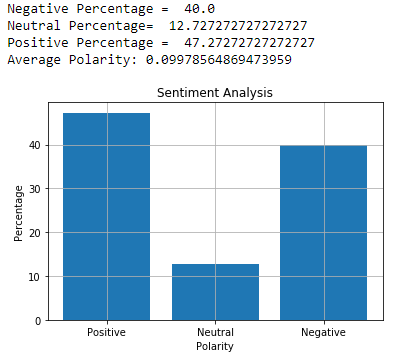 Negative Percentage =  40.0
Neutral Percentage=  12.727272727272727
Positive Percentage =  47.27272727272727
Average Polarity: 0.09978564869473959
Sentiment Analysis
Percentage
40
30
20
10
0
Positive Neutral Negative
Polarity